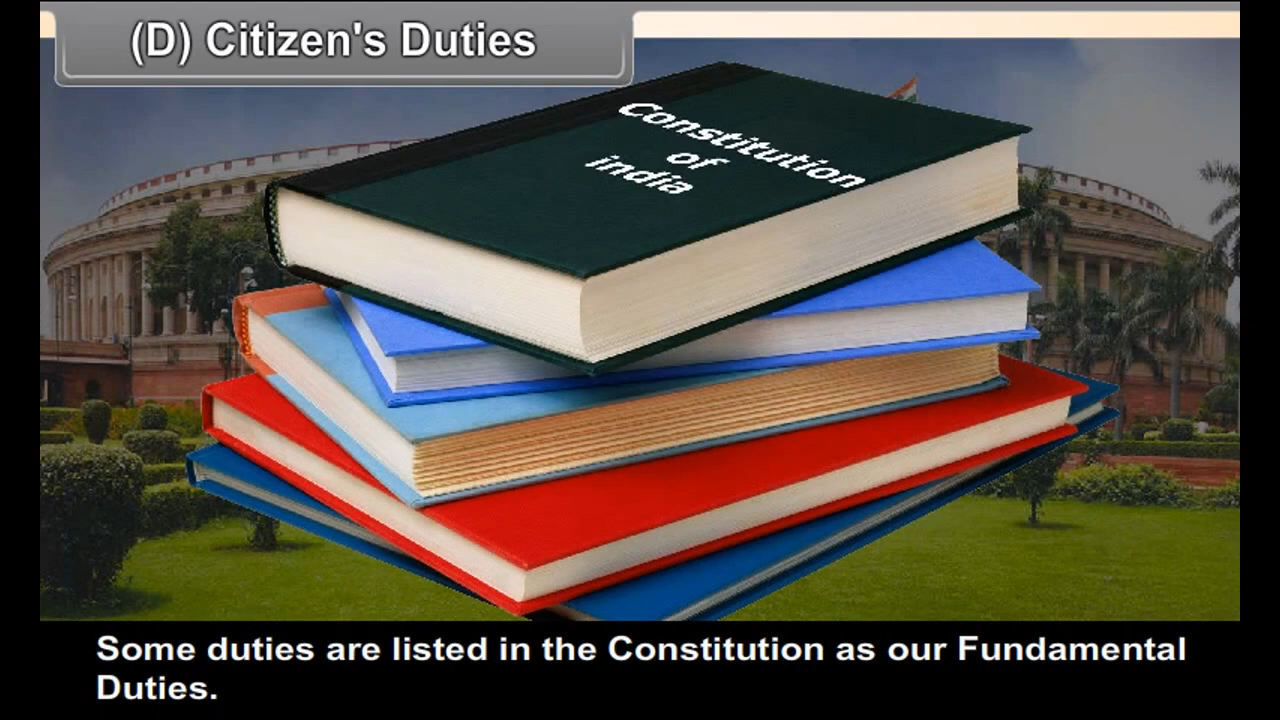 (D) Citizen's Duties
Constitution
of
india
Some duties are listed in the Constitution as our Fundamental
Duties.